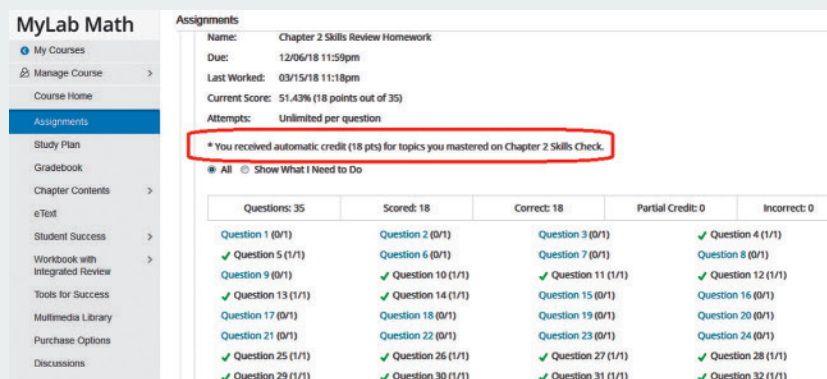 MyLab Math
My Courses
Manage Course
Course Home
Assignments
Study Plan
Gradebook
Chapter Contents
eText
Student Success
Workbook with
Integrated Review
Tools for Success
Multimedia Library
Purchase Options
Discussions
Assignments
Name: Chapter 2 Skills Review Homework
Due: 12/06/18 11:59pm
Last Worked: 03/15/18 11:18pm
Current Score: 51.43% (18 points out of 35)
Attempts: Unlimited per question
* You received automatic credit (18 pts) for topics you mastered on Chapter 2 Skills Check.
All Show What I Need to Do
Questions: 35 Scored: 18 Correct: 18 Partial Credit: 0 Incorrect: 0
Question 1 (0/1) Question 2 (0/1) Question 3 (0/1) Question 4 (1/1)
Question 5 (1/1) Question 6 (0/1) Question 7 (0/1) Question 8 (0/1)
Question 9 (0/1) Question 10 (1/1) Question 11 (1/1) Question 12 (1/1)
Question 13 (1/1) Question 14 (1/1) Question 15 (0/1) Question 16 (0/1)
Question 17 (0/1) Question 18 (0/1) Question 19 (0/1) Question 20 (0/1)
Question 21 (0/1) Question 22 (0/1) Question 23 (0/1) Question 24 (0/1)
Question 25 (1/1) Question 26 (1/1) Question 27 (1/1) Question 28 (1/1)
Question 29 (1/1) Question 30 (1/1) Question 31 (1/1) Question 32 (1/1)